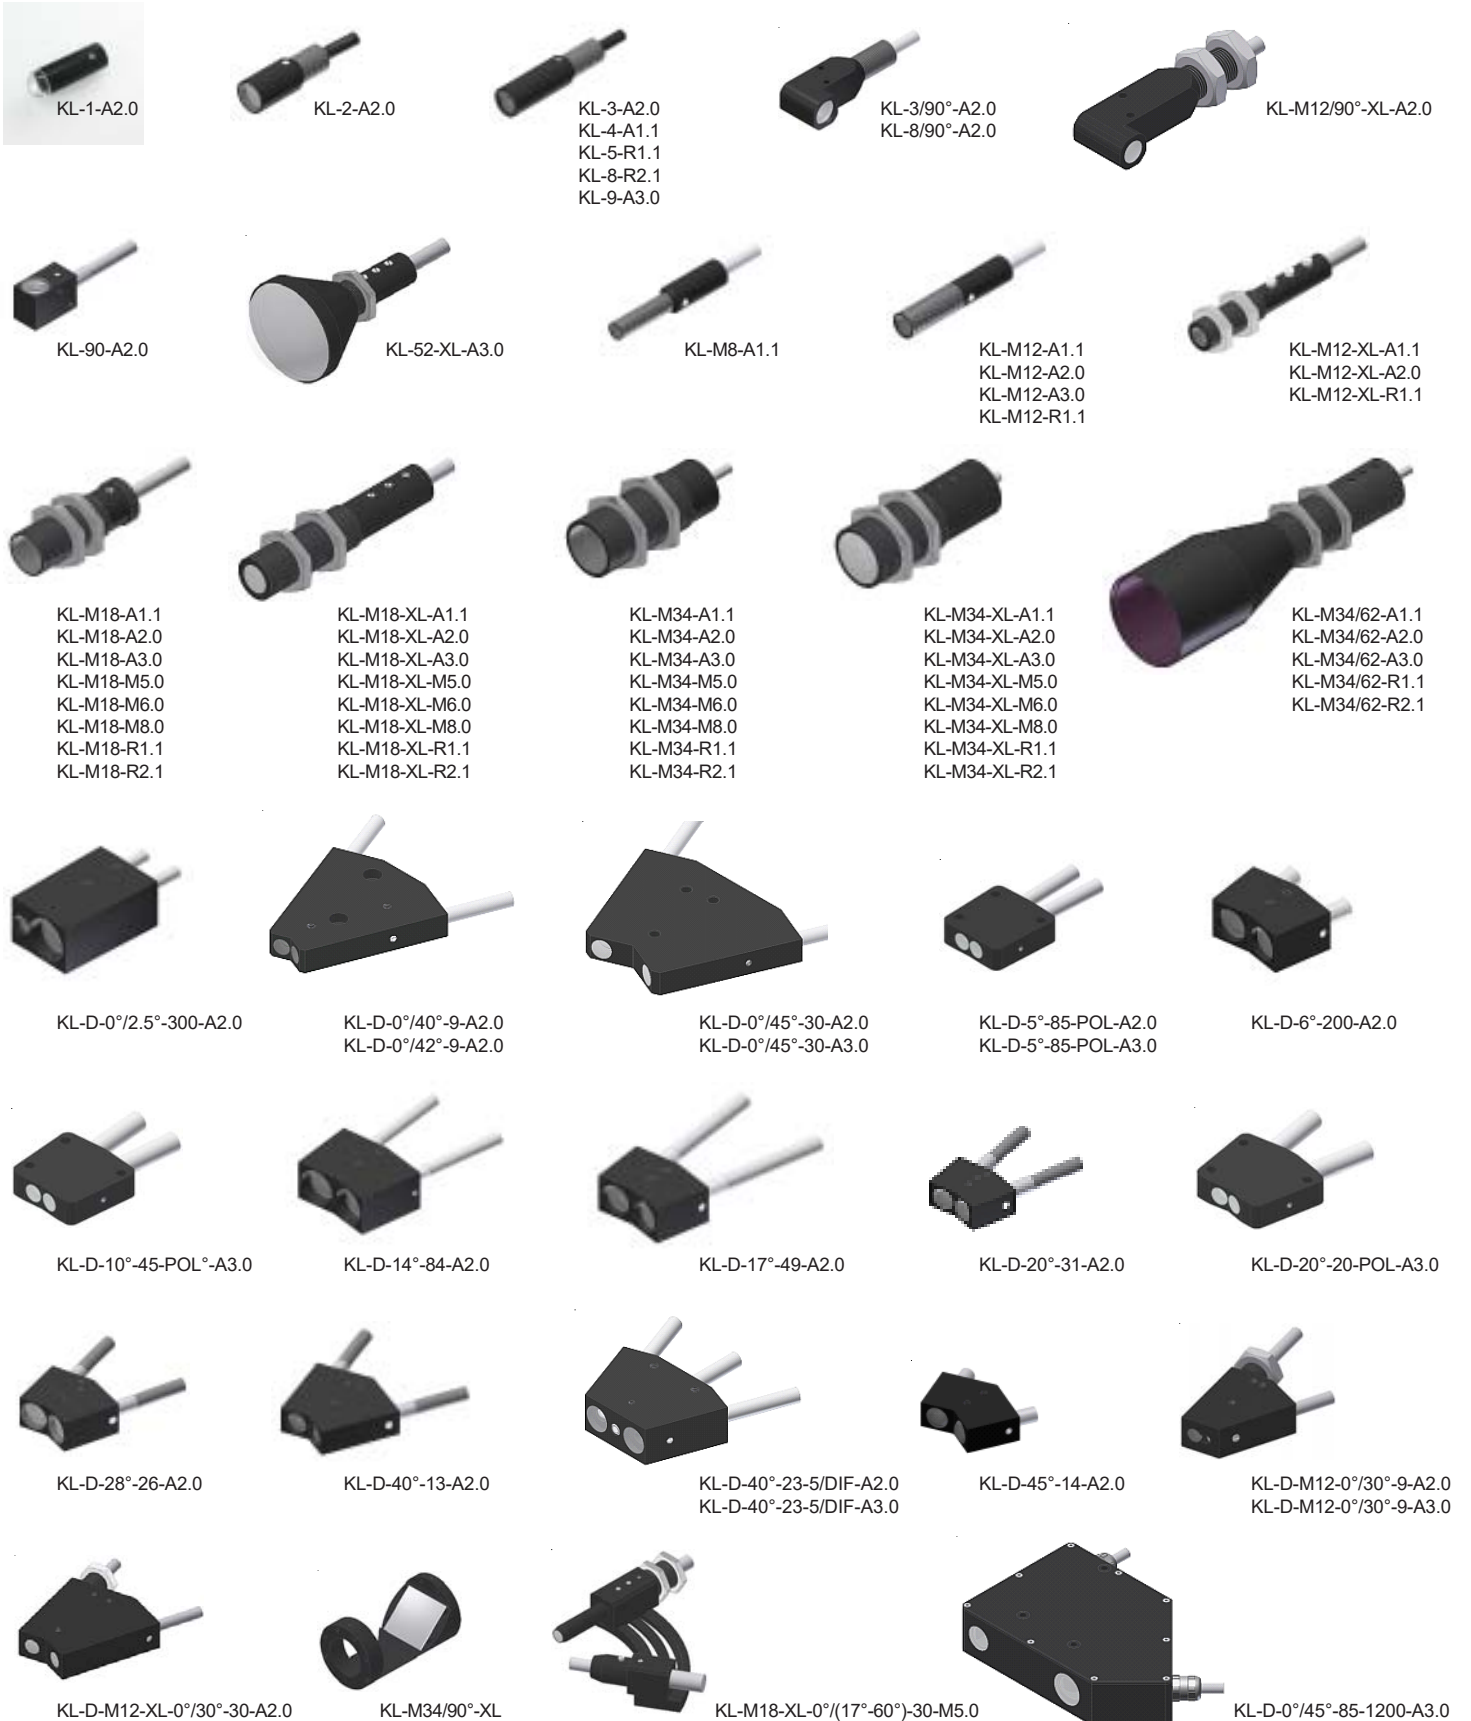 KL-1-A2.0
KL-2-A2.0
KL-3-A2.0
KL-4-A1.1
KL-5-R1.1
KL-8-R2.1
KL-9-A3.0
KL-3/90°-A2.0
KL-8/90°-A2.0
KL-M12/90°-XL-A2.0
KL-90-A2.0
KL-52-XL-A3.0
KL-M8-A1.1
KL-M12-A1.1
KL-M12-A2.0
KL-M12-A3.0
KL-M12-R1.1
KL-M12-XL-A1.1
KL-M12-XL-A2.0
KL-M12-XL-R1.1
KL-M18-A1.1
KL-M18-A2.0
KL-M18-A3.0
KL-M18-M5.0
KL-M18-M6.0
KL-M18-M8.0
KL-M18-R1.1
KL-M18-R2.1
KL-M18-XL-A1.1
KL-M18-XL-A2.0
KL-M18-XL-A3.0
KL-M18-XL-M5.0
KL-M18-XL-M6.0
KL-M18-XL-M8.0
KL-M18-XL-R1.1
KL-M18-XL-R2.1
KL-M34-A1.1
KL-M34-A2.0
KL-M34-A3.0
KL-M34-M5.0
KL-M34-M6.0
KL-M34-M8.0
KL-M34-R1.1
KL-M34-R2.1
KL-M34-XL-A1.1
KL-M34-XL-A2.0
KL-M34-XL-A3.0
KL-M34-XL-M5.0
KL-M34-XL-M6.0
KL-M34-XL-M8.0
KL-M34-XL-R1.1
KL-M34-XL-R2.1
KL-M34/62-A1.1
KL-M34/62-A2.0
KL-M34/62-A3.0
KL-M34/62-R1.1
KL-M34/62-R2.1
KL-D-0°/2.5°-300-A2.0
KL-D-0°/40°-9-A2.0
KL-D-0°/42°-9-A2.0
KL-D-0°/45°-30-A2.0
KL-D-0°/45°-30-A3.0
KL-D-5°-85-POL-A2.0
KL-D-5°-85-POL-A3.0
KL-D-6°-200-A2.0
KL-D-10°-45-POL°-A3.0
KL-D-14°-84-A2.0
KL-D-17°-49-A2.0
KL-D-20°-31-A2.0
KL-D-20°-20-POL-A3.0
KL-D-28°-26-A2.0
KL-D-40°-13-A2.0
KL-D-40°-23-5/DIF-A2.0
KL-D-40°-23-5/DIF-A3.0
KL-D-45°-14-A2.0
KL-D-M12-0°/30°-9-A2.0
KL-D-M12-0°/30°-9-A3.0
KL-D-M12-XL-0°/30°-30-A2.0
KL-M34/90°-XL
KL-M18-XL-0°/(17°-60°)-30-M5.0
KL-D-0°/45°-85-1200-A3.0